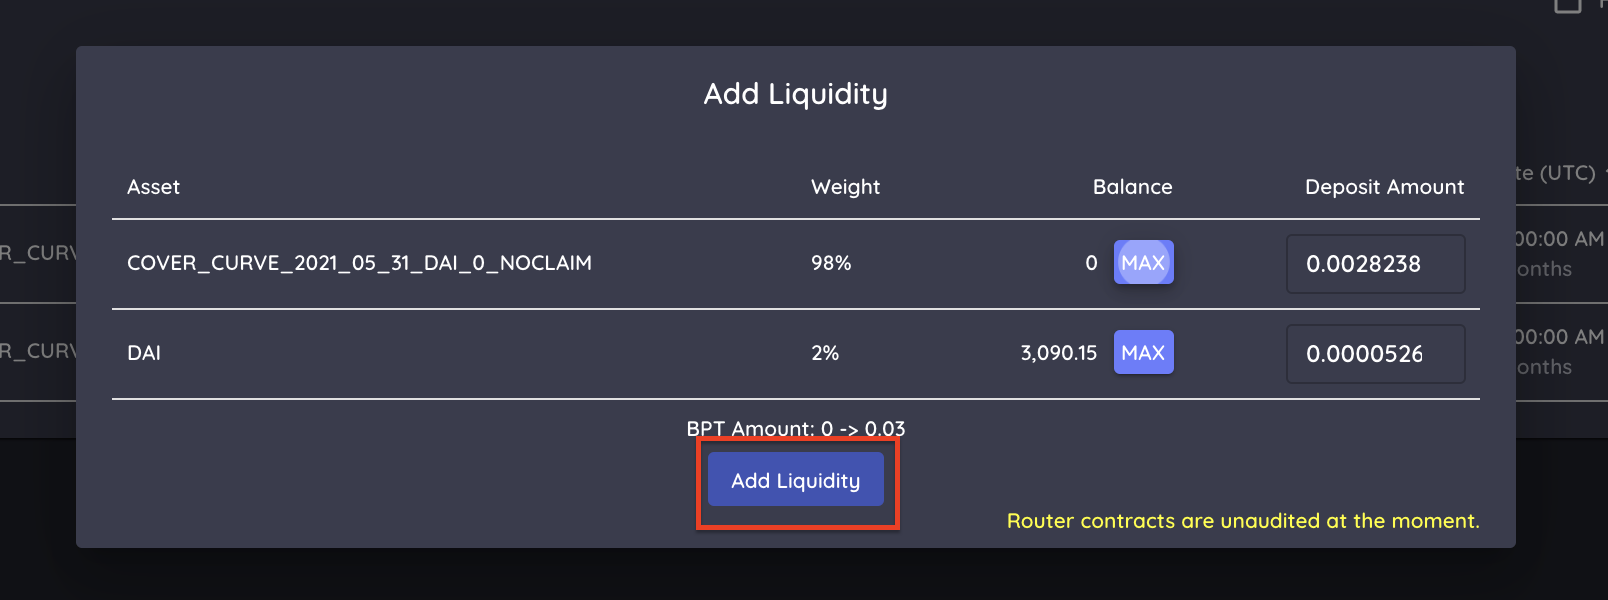 Add Liquidity
Asset Weight Balance Deposit Amount
te (UTC)
R_CURV
COVER_CURVE_2021_05_31_DAI_0_NOCLAIM 98% 0 MAX 0.0028238
00:00 AM
onths
R_CURV
DAI 2% 3,090.15 MAX 0.0000526
00:00 AM
onths
BPT Amount: 0 -> 0.03
Add Liquidity
Router contracts are unaudited at the moment.